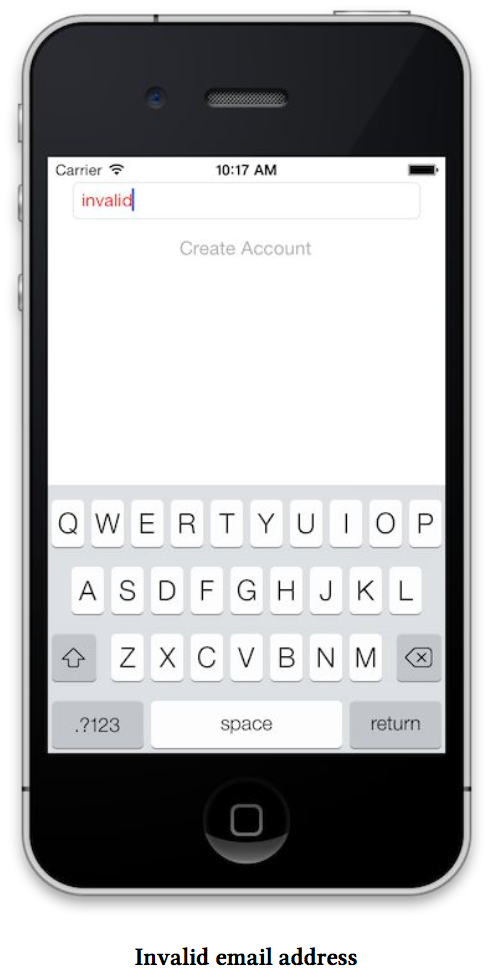 Carrier 10:17 AM
invalid
Create Account
Q W E R T Y U I O P
A S D F G H J K L
Z X C V B N M
.?123 space return
Invalid email address